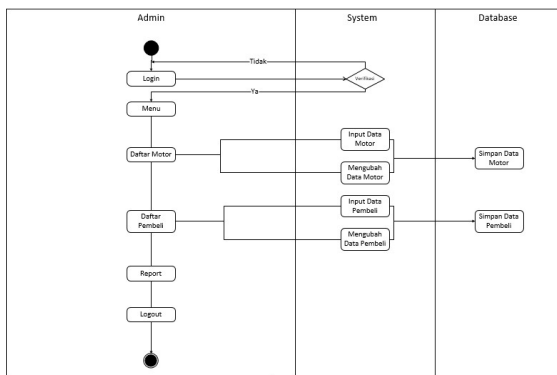 Admin
System
Database
Tidak
Login
Verifikasi
Ya
Menu
Input Data
Motor
Daftar Motor
Mengubah
Data Motor
Simpan Data
Motor
Input Data
Pembeli
Daftar
Pembeli
Mengubah
Data Pembeli
Simpan Data
Pembeli
Report
Logout